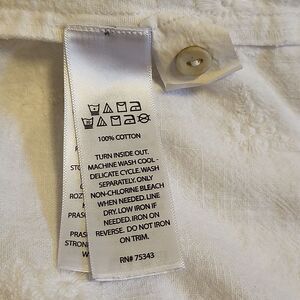 100% COTTON
TURN INSIDE OUT.
MACHINE WASH COOL -
DELICATE CYCLE. WASH
SEPARATELY. ONLY
NON-CHLORINE BLEACH
WHEN NEEDED. LINE
DRY. LOW IRON IF
NEEDED. IRON ON
REVERSE. DO NOT IRON
ON TRIM.
RN# 75343